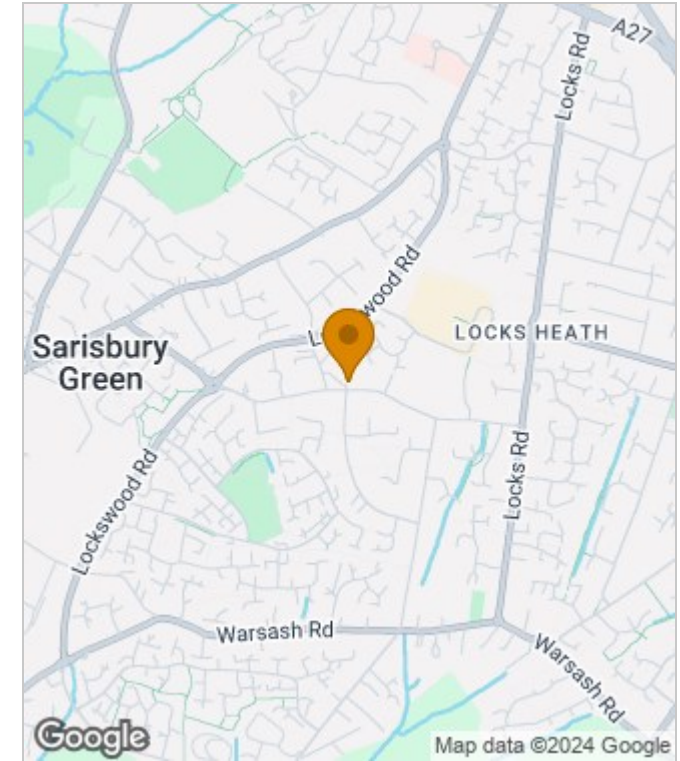 A27
Locks Rd
Lockswood Rd
LOCKS HEATH
Sarisbury
Green
Locks Rd
Lockswood Rd
Warsash Rd
Warsash Rd
Google
Map data ©2024 Google